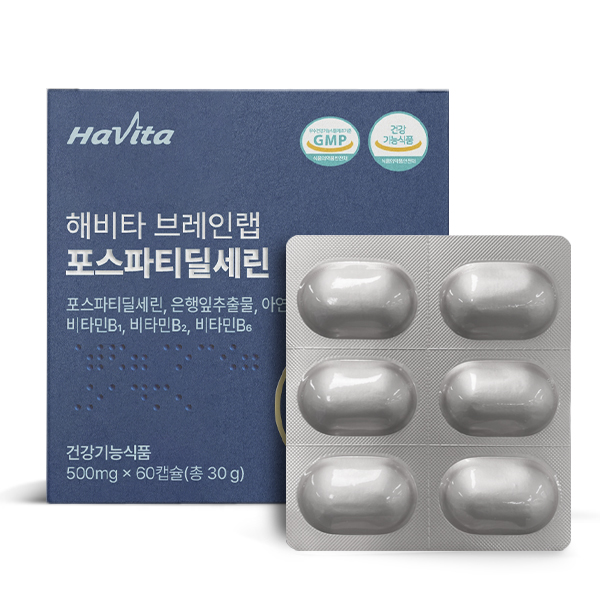 HaVita
GMP
건강
기능식품
해비타 브레인랩
포스파티딜세린
포스파티딜세린, 은행잎추출물, 아연
비타민B₁, 비타민B₂, 비타민B₆
건강기능식품
500mg × 60캡슐(총 30 g)